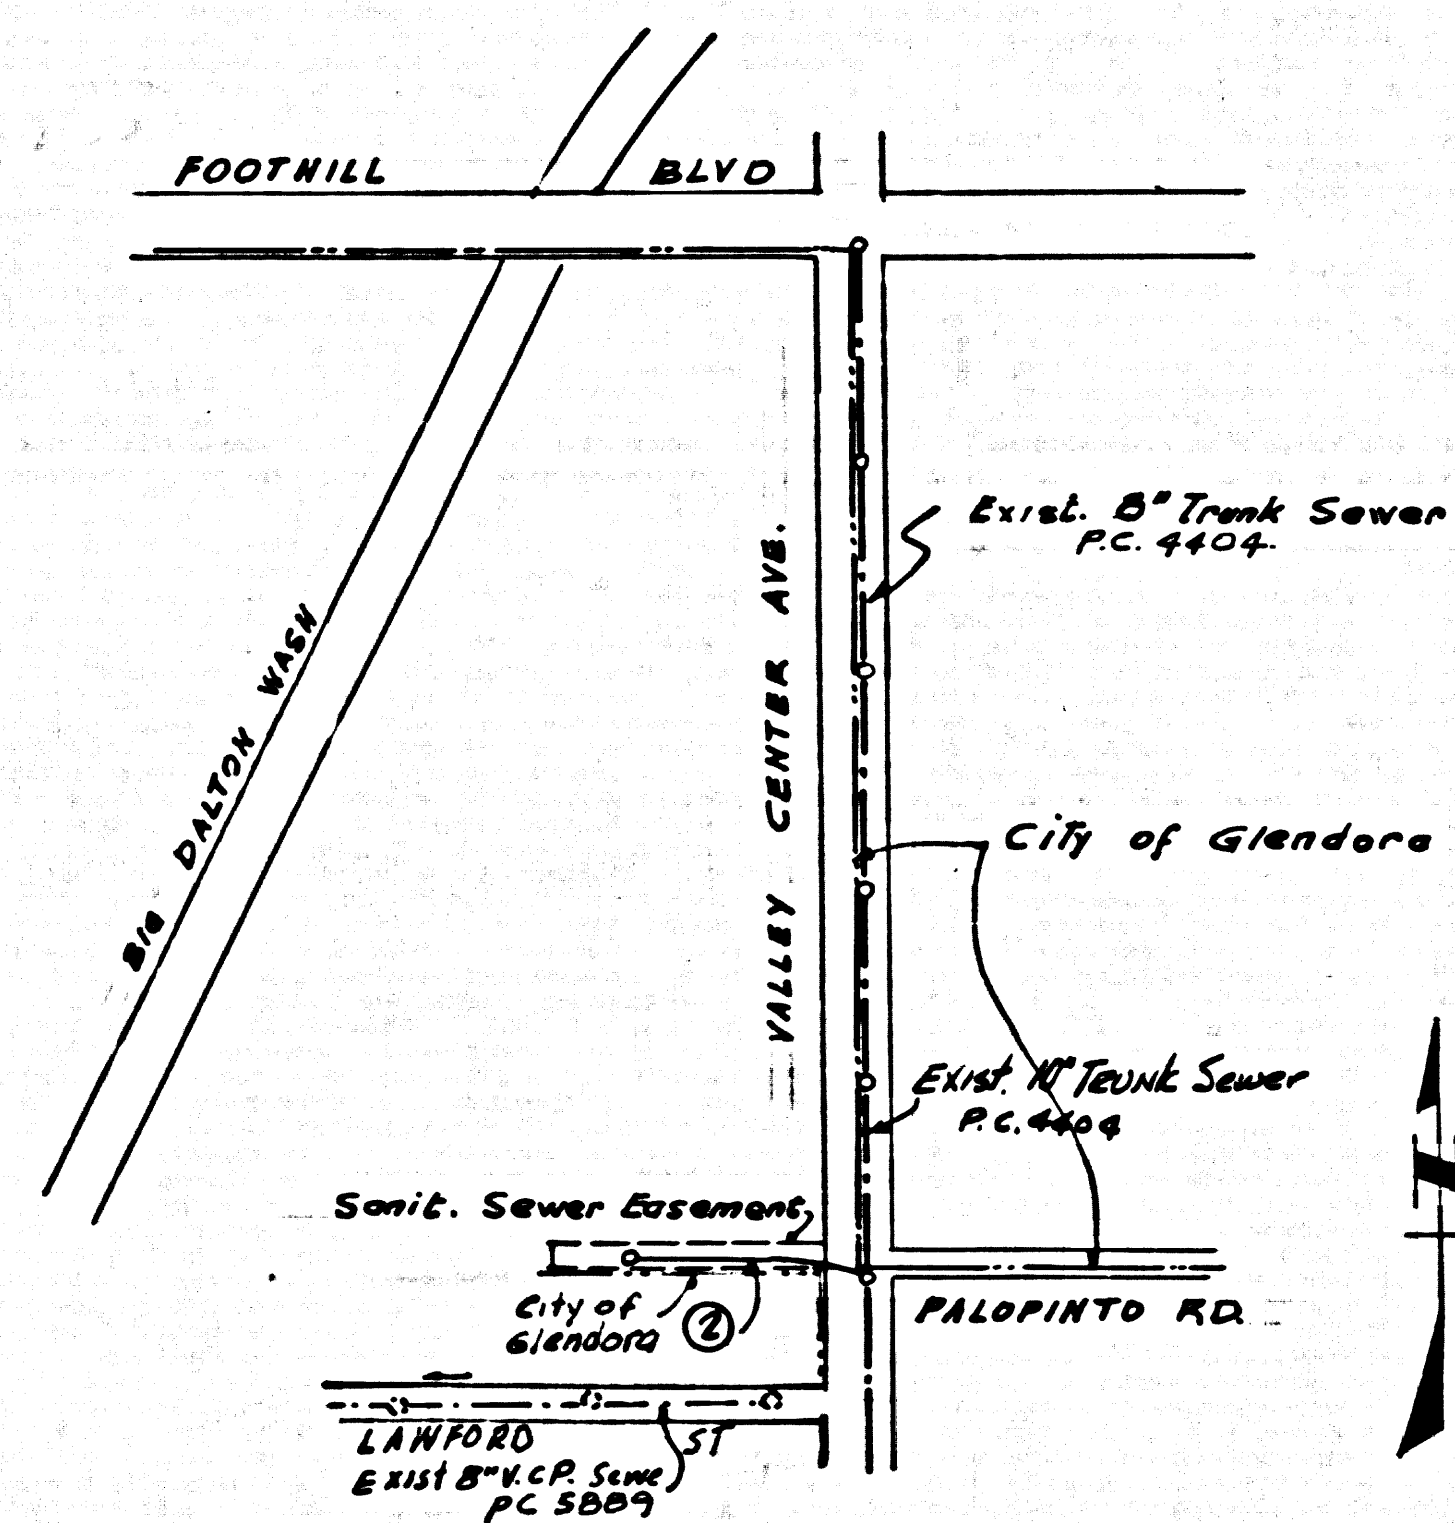 FOOTHILL BLVD
Exist. 8" Trunk Sewer
P.C. 4404.
VALLEY CENTER AVE.
BIG DALTON WASH
City of Glendora
Exist. 10" TRUNK Sewer
P.C. 4404
Sanit. Sewer Easement
City of
Glendora
2
PALOPINTO RD.
LAWFORD ST
Exist 8" V.C.P. Sewe
PC 5889